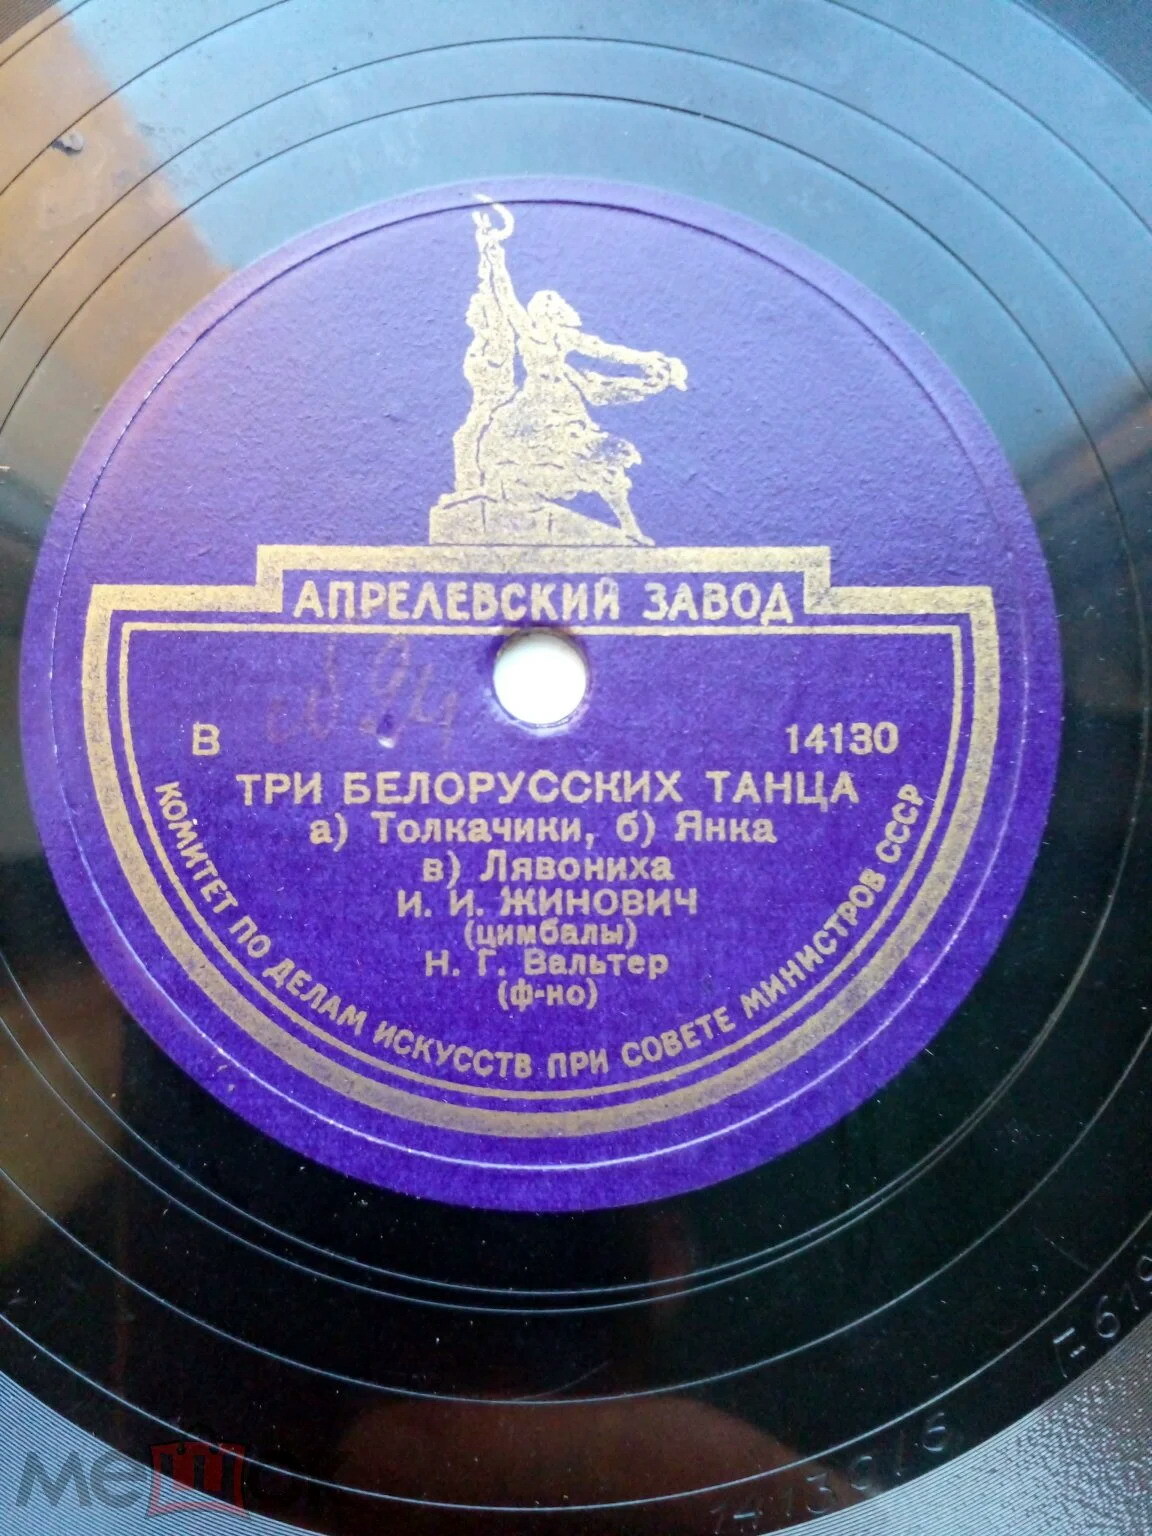 АПРЕЛЕВСКИЙ ЗАВОД
В 14130
ТРИ БЕЛОРУССКИХ ТАНЦА
а) Толкачики, б) Янка
в) Лявониха
И. И. ЖИНОВИЧ
(цимбалы)
Н. Г. Вальтер
(ф-но)
КОМИТЕТ ПО ДЕЛАМ ИСКУССТВ ПРИ СОВЕТЕ МИНИСТРОВ СССР
мешок